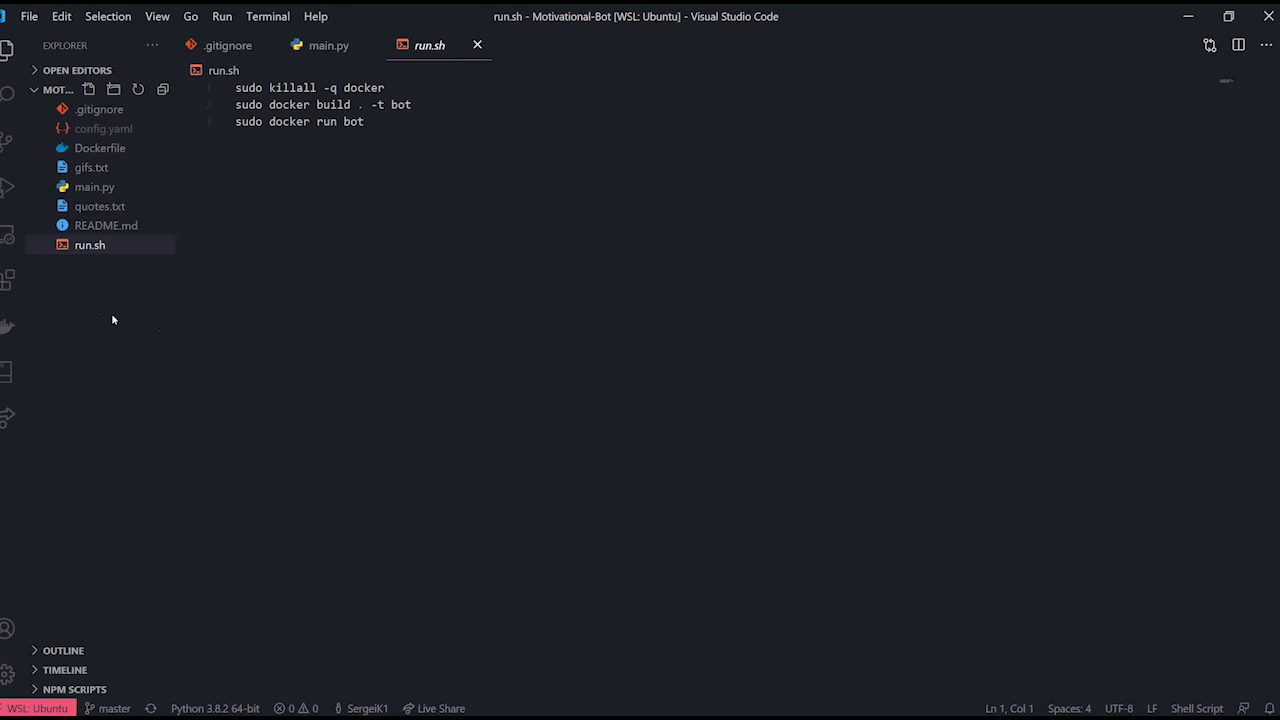 File Edit Selection View Go Run Terminal Help
run.sh - Motivational-Bot [WSL: Ubuntu] - Visual Studio Code
EXPLORER
.gitignore
main.py
run.sh
OPEN EDITORS
run.sh
MOT...
1 sudo killall -q docker
2 sudo docker build . -t bot
3 sudo docker run bot
.gitignore
config.yaml
Dockerfile
gifs.txt
main.py
quotes.txt
README.md
run.sh
OUTLINE
TIMELINE
NPM SCRIPTS
WSL: Ubuntu master Python 3.8.2 64-bit 0 0 SergeiK1 Live Share Ln 1, Col 1 Spaces: 4 UTF-8 LF Shell Script